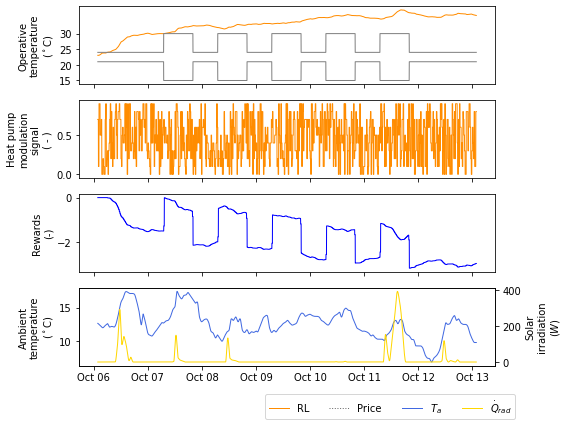 Operative
temperature
(°C)
30
25
20
15
Heat pump
modulation
signal
( - )
0.5
0.0
Rewards
(-)
0
−2
Ambient
temperature
(°C)
15
10
400
200
0
Solar
irradiation
(W)
Oct 06 Oct 07 Oct 08 Oct 09 Oct 10 Oct 11 Oct 12 Oct 13
RL Price Tₐ Q̇rad